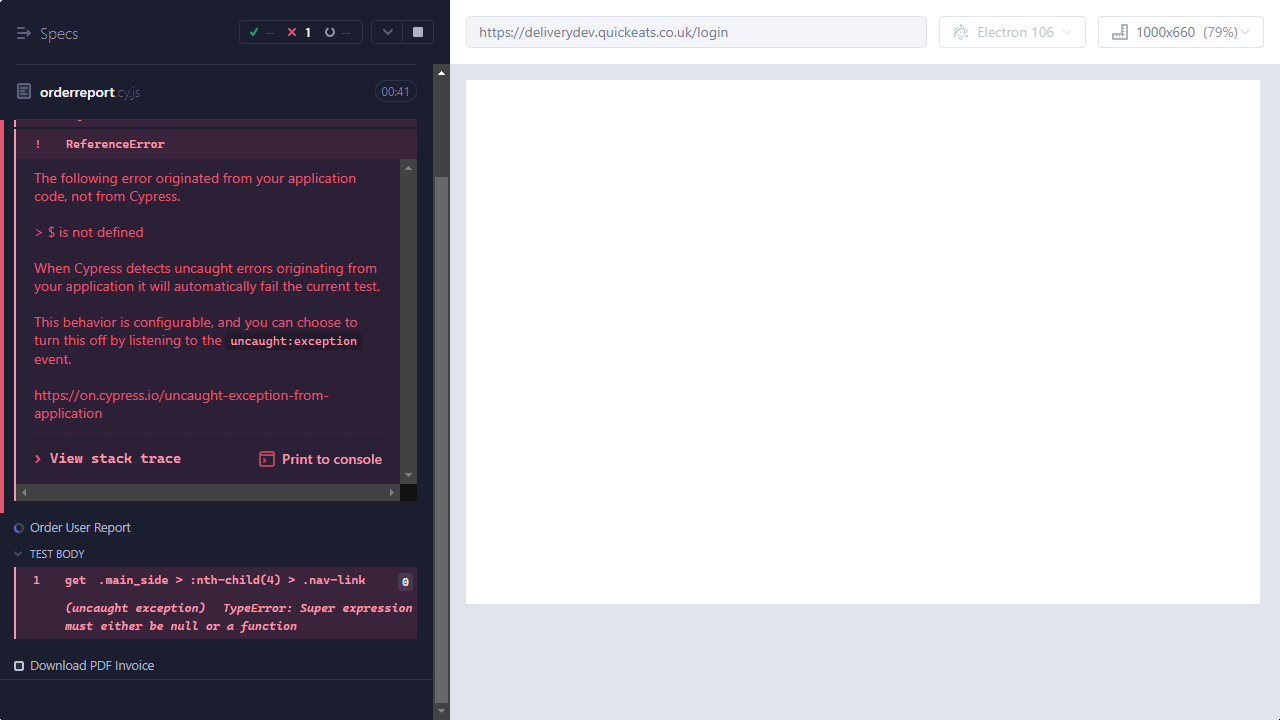 Specs
-- 1 --
https://deliverydev.quickeats.co.uk/login
Electron 106
1000x660 (79%)
orderreport.cy.js
00:41
! ReferenceError
The following error originated from your application
code, not from Cypress.
> $ is not defined
When Cypress detects uncaught errors originating from
your application it will automatically fail the current test.
This behavior is configurable, and you can choose to
turn this off by listening to the uncaught:exception
event.
https://on.cypress.io/uncaught-exception-from-
application
View stack trace
Print to console
Order User Report
TEST BODY
1 get .main_side > :nth-child(4) > .nav-link 0
(uncaught exception) TypeError: Super expression
must either be null or a function
Download PDF Invoice